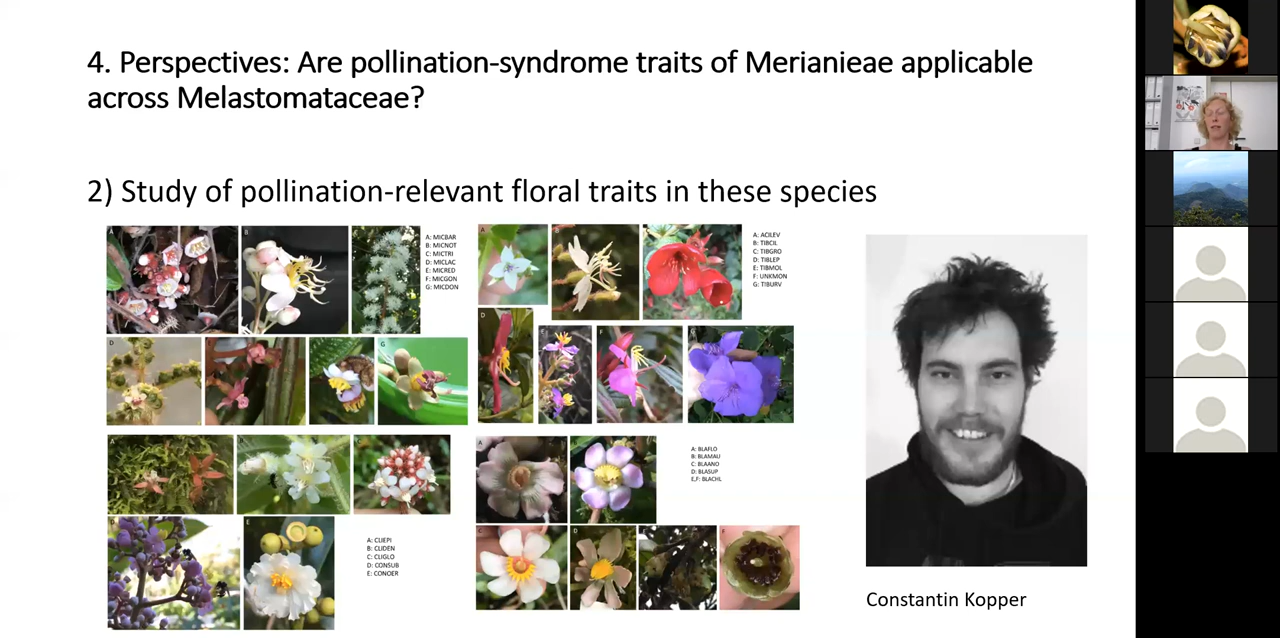 4. Perspectives: Are pollination-syndrome traits of Merianieae applicable
across Melastomataceae?
2) Study of pollination-relevant floral traits in these species
A: MICBAR
B: MICNOT
C: MICTRI
D: MICLAC
E: MICRED
F: MICGON
G: MICDON
A: ACILEV
B: TIBCIL
C: TIBGRO
D: TIBLEP
E: TIBMOL
F: UNKMON
G: TIBURV
A: CLIEPI
B: CLIDEN
C: CLIGLO
D: CONSUB
E: CONOER
A: BLAFLO
B: BLAMAU
C: BLAANO
D: BLASUP
E,F: BLACHL
Constantin Kopper